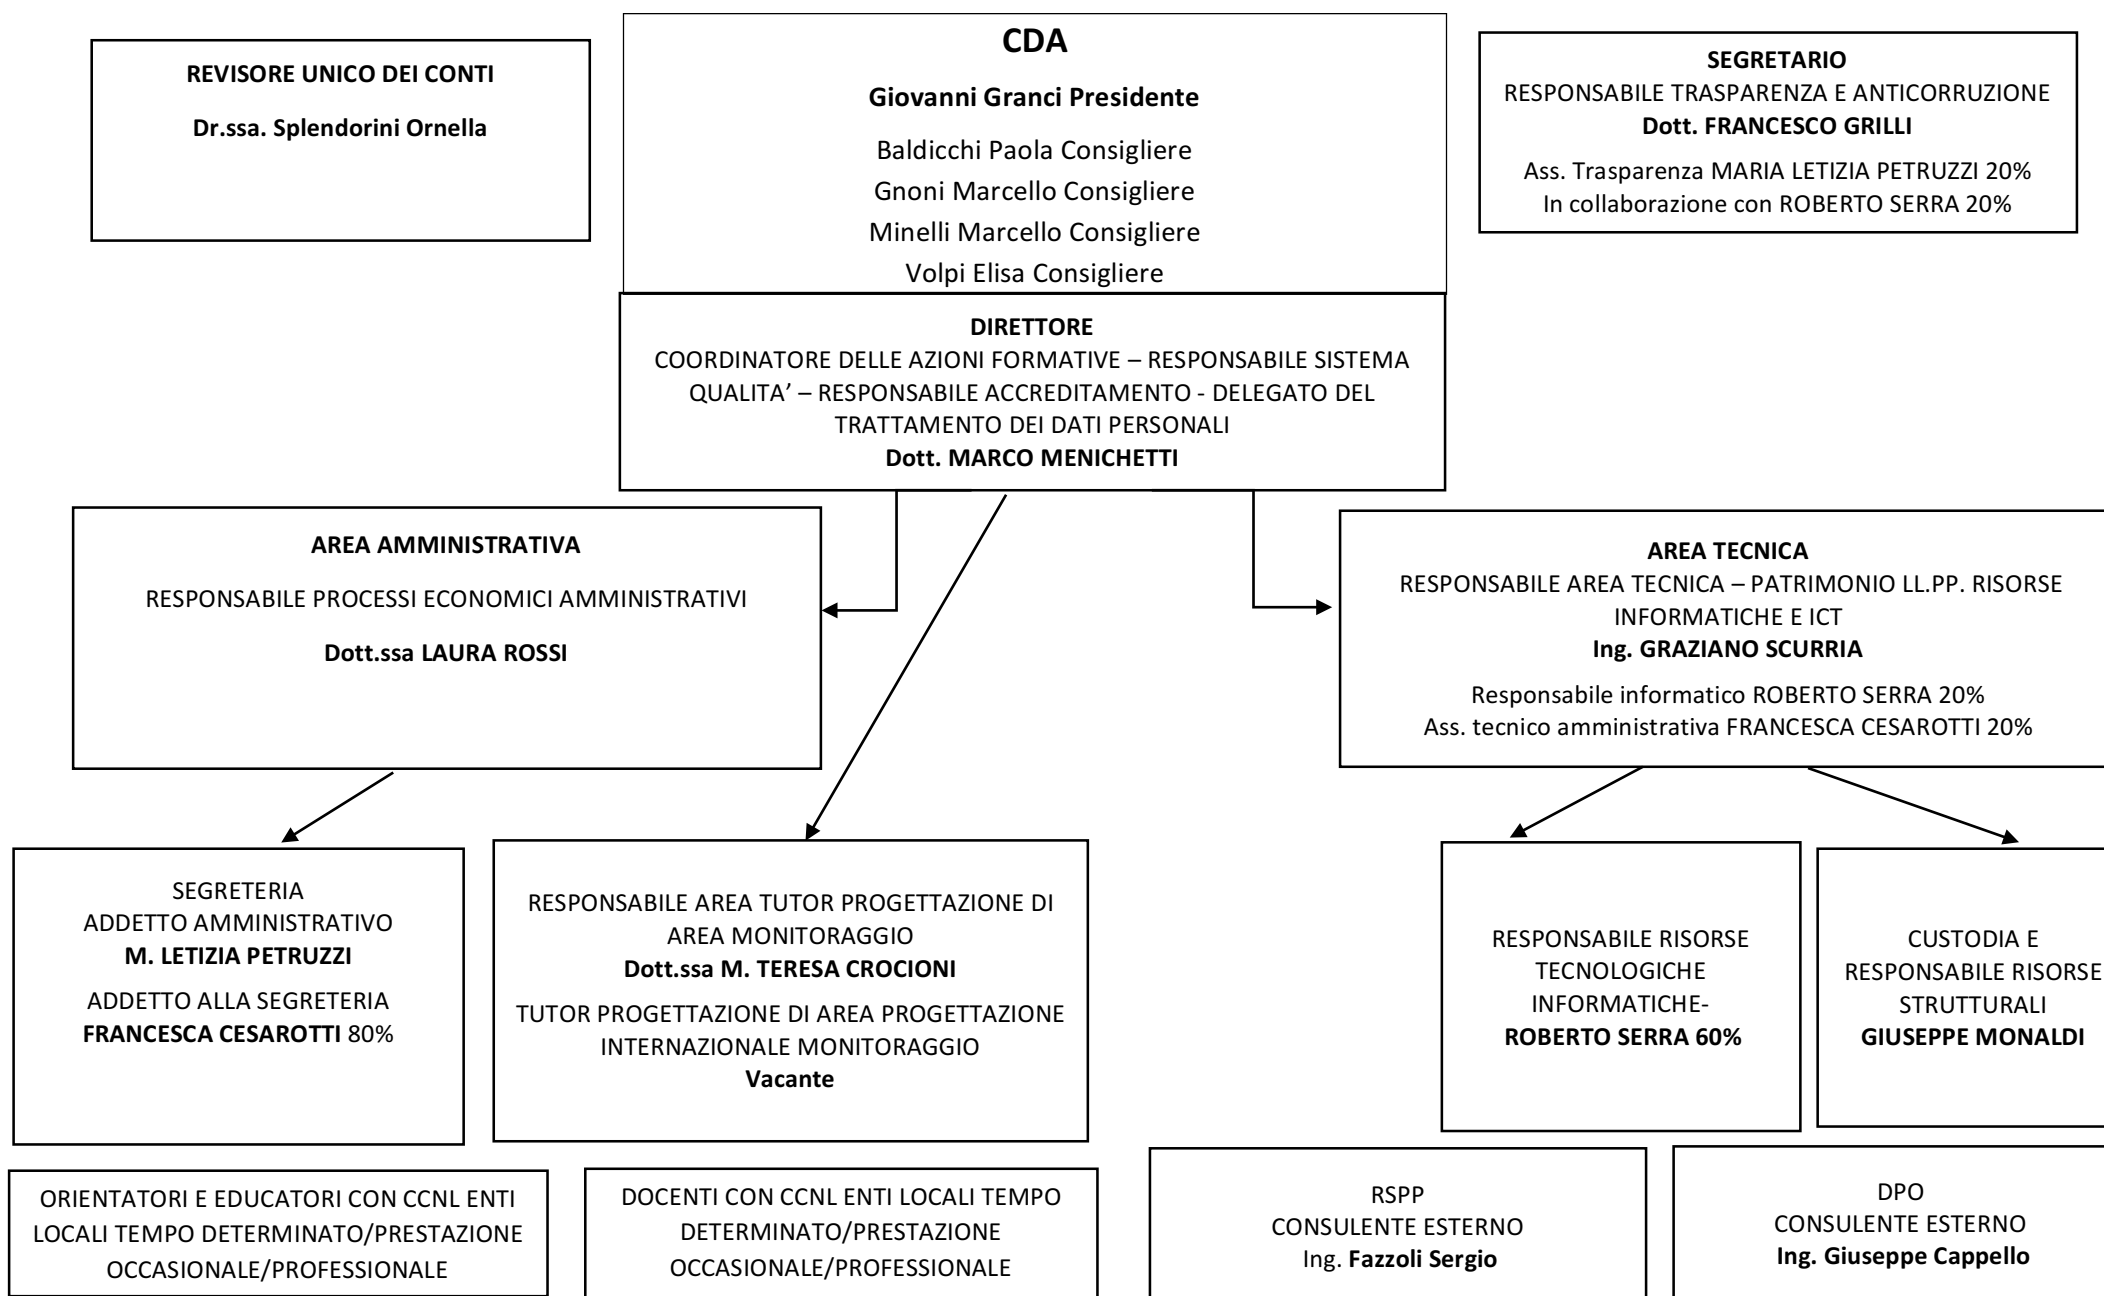 REVISORE UNICO DEI CONTI
Dr.ssa. Splendorini Ornella
CDA
Giovanni Granci Presidente
Baldicchi Paola Consigliere
Gnoni Marcello Consigliere
Minelli Marcello Consigliere
Volpi Elisa Consigliere
SEGRETARIO
RESPONSABILE TRASPARENZA E ANTICORRUZIONE
Dott. FRANCESCO GRILLI
Ass. Trasparenza MARIA LETIZIA PETRUZZI 20%
In collaborazione con ROBERTO SERRA 20%
DIRETTORE
COORDINATORE DELLE AZIONI FORMATIVE – RESPONSABILE SISTEMA
QUALITA’ – RESPONSABILE ACCREDITAMENTO - DELEGATO DEL
TRATTAMENTO DEI DATI PERSONALI
Dott. MARCO MENICHETTI
AREA AMMINISTRATIVA
RESPONSABILE PROCESSI ECONOMICI AMMINISTRATIVI
Dott.ssa LAURA ROSSI
AREA TECNICA
RESPONSABILE AREA TECNICA – PATRIMONIO LL.PP. RISORSE
INFORMATICHE E ICT
Ing. GRAZIANO SCURRIA
Responsabile informatico ROBERTO SERRA 20%
Ass. tecnico amministrativa FRANCESCA CESAROTTI 20%
SEGRETERIA
ADDETTO AMMINISTRATIVO
M. LETIZIA PETRUZZI
ADDETTO ALLA SEGRETERIA
FRANCESCA CESAROTTI 80%
RESPONSABILE AREA TUTOR PROGETTAZIONE DI
AREA MONITORAGGIO
Dott.ssa M. TERESA CROCIONI
TUTOR PROGETTAZIONE DI AREA PROGETTAZIONE
INTERNAZIONALE MONITORAGGIO
Vacante
RESPONSABILE RISORSE
TECNOLOGICHE
INFORMATICHE-
ROBERTO SERRA 60%
CUSTODIA E
RESPONSABILE RISORSE
STRUTTURALI
GIUSEPPE MONALDI
ORIENTATORI E EDUCATORI CON CCNL ENTI
LOCALI TEMPO DETERMINATO/PRESTAZIONE
OCCASIONALE/PROFESSIONALE
DOCENTI CON CCNL ENTI LOCALI TEMPO
DETERMINATO/PRESTAZIONE
OCCASIONALE/PROFESSIONALE
RSPP
CONSULENTE ESTERNO
Ing. Fazzoli Sergio
DPO
CONSULENTE ESTERNO
Ing. Giuseppe Cappello